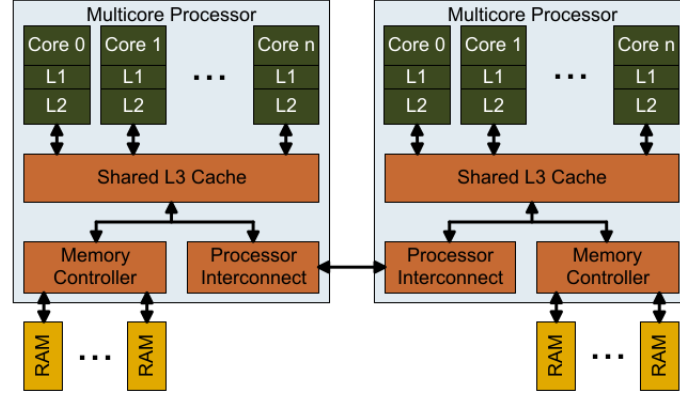 Multicore Processor
Core 0 Core 1 Core n
L1 L1 ... L1
L2 L2 L2
Shared L3 Cache
Memory
Controller
Processor
Interconnect
RAM ... RAM
Multicore Processor
Core 0 Core 1 Core n
L1 L1 ... L1
L2 L2 L2
Shared L3 Cache
Processor
Interconnect
Memory
Controller
RAM ... RAM